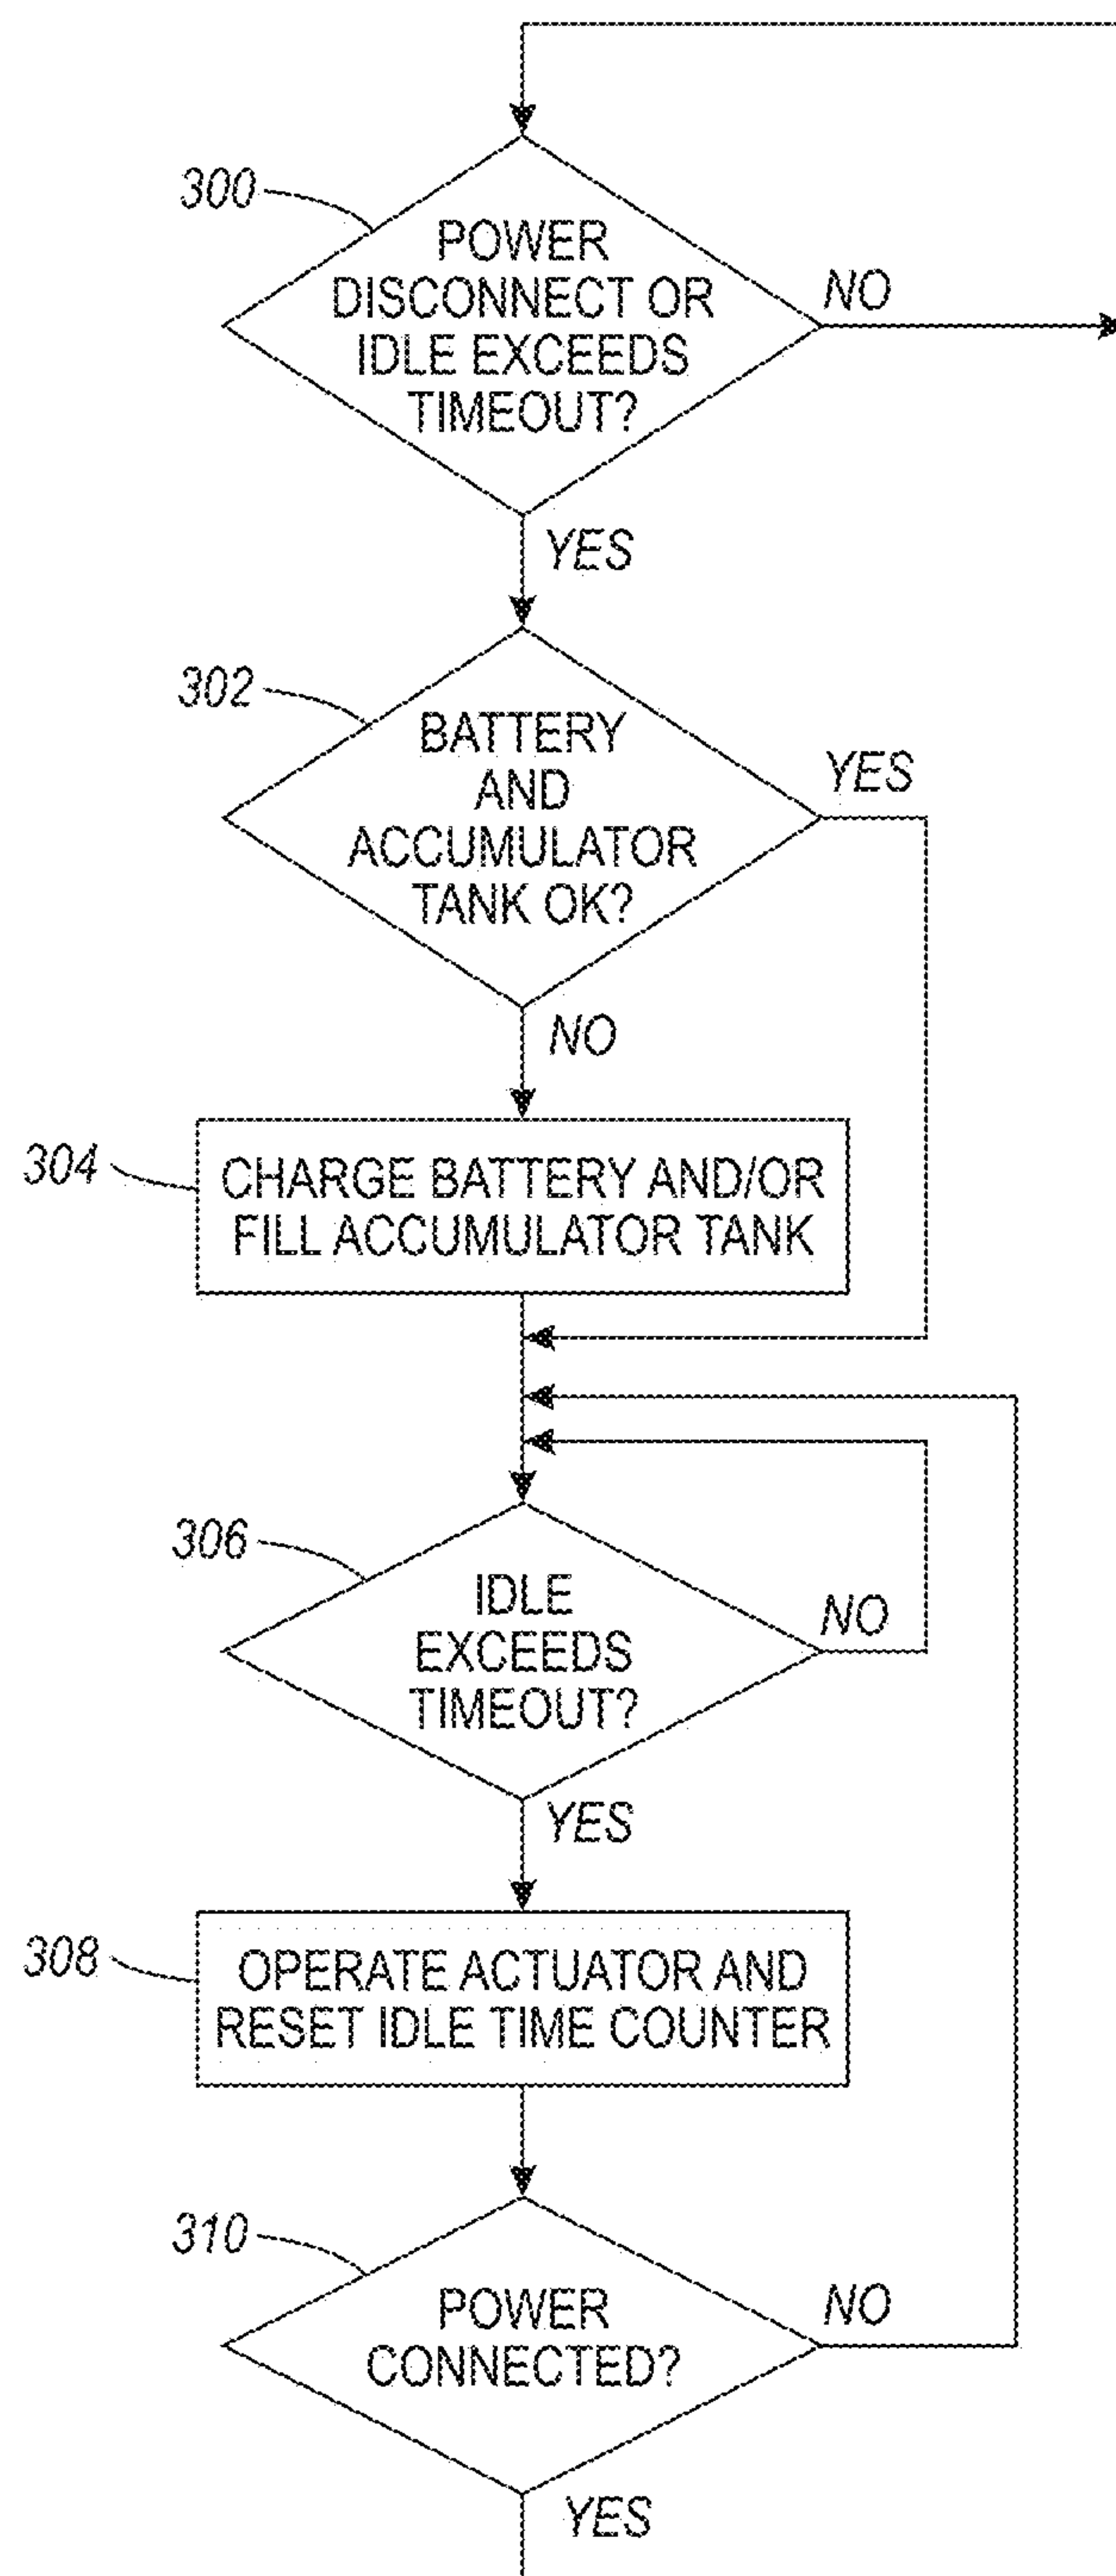 300
POWER
DISCONNECT OR
IDLE EXCEEDS
TIMEOUT?
NO
YES
302
BATTERY
AND
ACCUMULATOR
TANK OK?
YES
NO
304
CHARGE BATTERY AND/OR
FILL ACCUMULATOR TANK
306
IDLE
EXCEEDS
TIMEOUT?
NO
YES
308
OPERATE ACTUATOR AND
RESET IDLE TIME COUNTER
310
POWER
CONNECTED?
NO
YES